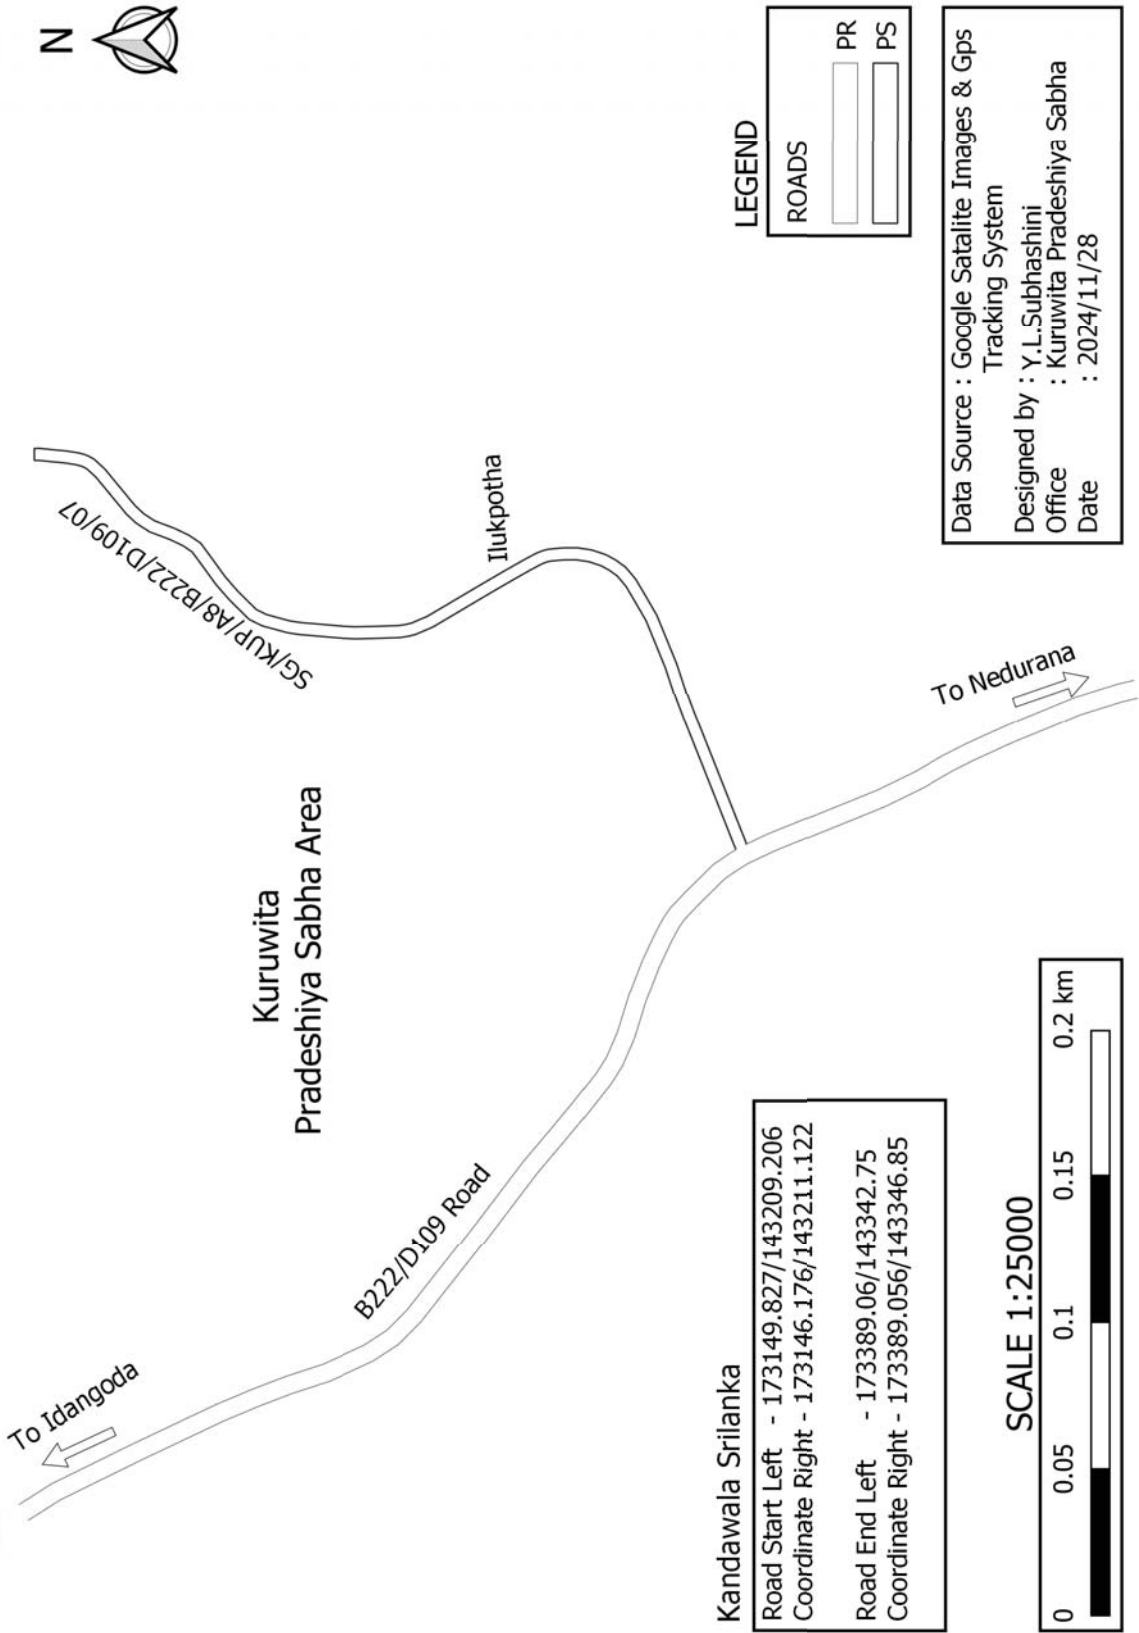 N
To Idangoda
B222/D109 Road
Kuruwita
Pradeshiya Sabha Area
SG/KUP/A8/B222/D109/07
Ilukpotha
To Nedurana
Kandawala Srilanka
Road Start Left - 173149.827/143209.206
Coordinate Right - 173146.176/143211.122
Road End Left - 173389.06/143342.75
Coordinate Right - 173389.056/143346.85
SCALE 1:25000
0 0.05 0.1 0.15 0.2 km
LEGEND
ROADS
PR
PS
Data Source : Google Satalite Images & Gps
Tracking System
Designed by : Y.L.Subhashini
Office : Kuruwita Pradeshiya Sabha
Date : 2024/11/28